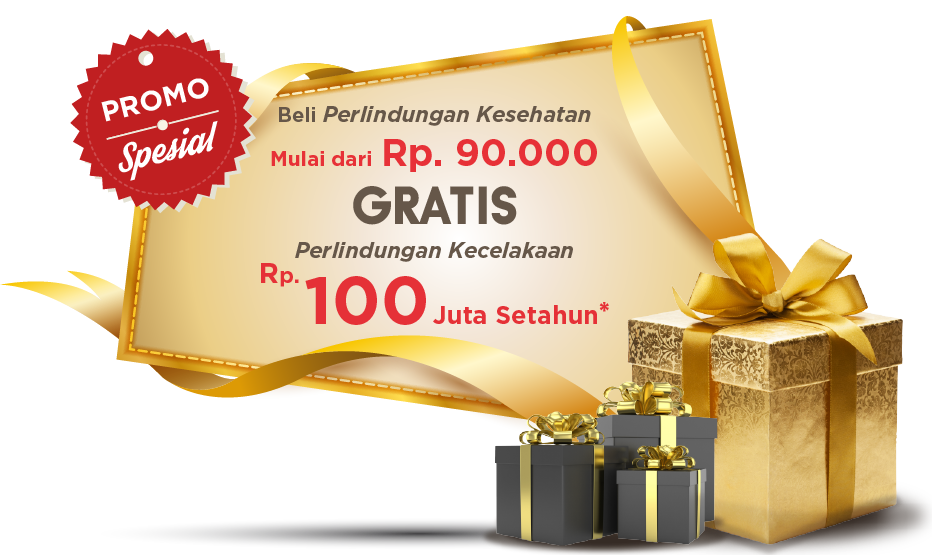 PROMO
Spesial
Beli Perlindungan Kesehatan
Mulai dari Rp. 90.000
GRATIS
Perlindungan Kecelakaan
Rp. 100 Juta Setahun*